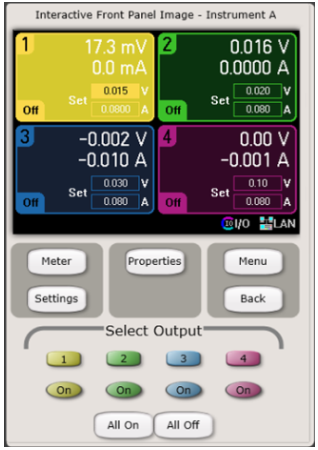 Interactive Front Panel Image - Instrument A
1 17.3 mV 2 0.016 V
0.0 mA 0.0000 A
Set 0.015 V Set 0.020 V
Off 0.0800 A Off 0.080 A
3 -0.002 V 4 0.00 V
-0.010 A -0.001 A
Set 0.030 V Set 0.10 V
Off 0.080 A Off 0.080 A
I/O LAN
Meter Properties Menu
Settings Back
Select Output
1 2 3 4
On On On On
All On All Off